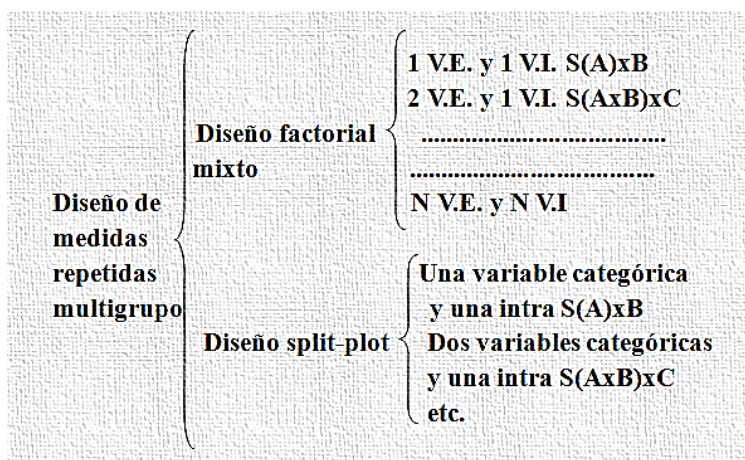 Diseño de
medidas
repetidas
multigrupo
Diseño factorial
mixto
1 V.E. y 1 V.I. S(A)xB
2 V.E. y 1 V.I. S(AxB)xC
.......................................
.......................................
N V.E. y N V.I
Diseño split-plot
Una variable categórica
y una intra S(A)xB
Dos variables categóricas
y una intra S(AxB)xC
etc.